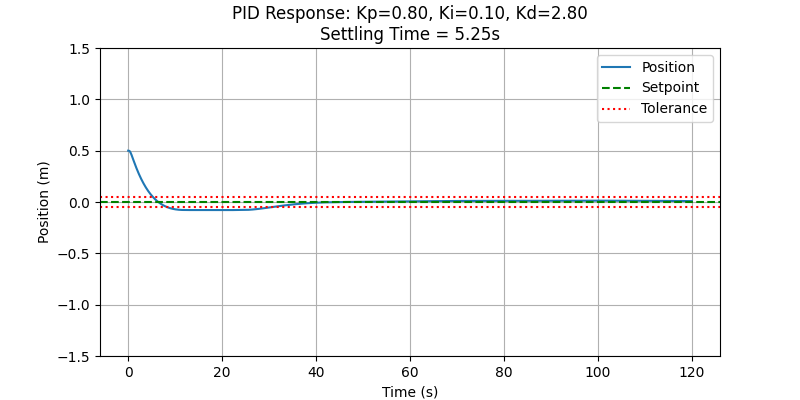 PID Response: Kp=0.80, Ki=0.10, Kd=2.80
Settling Time = 5.25s
Position (m)
1.5
1.0
0.5
0.0
−0.5
−1.0
−1.5
Position
Setpoint
Tolerance
0 20 40 60 80 100 120
Time (s)